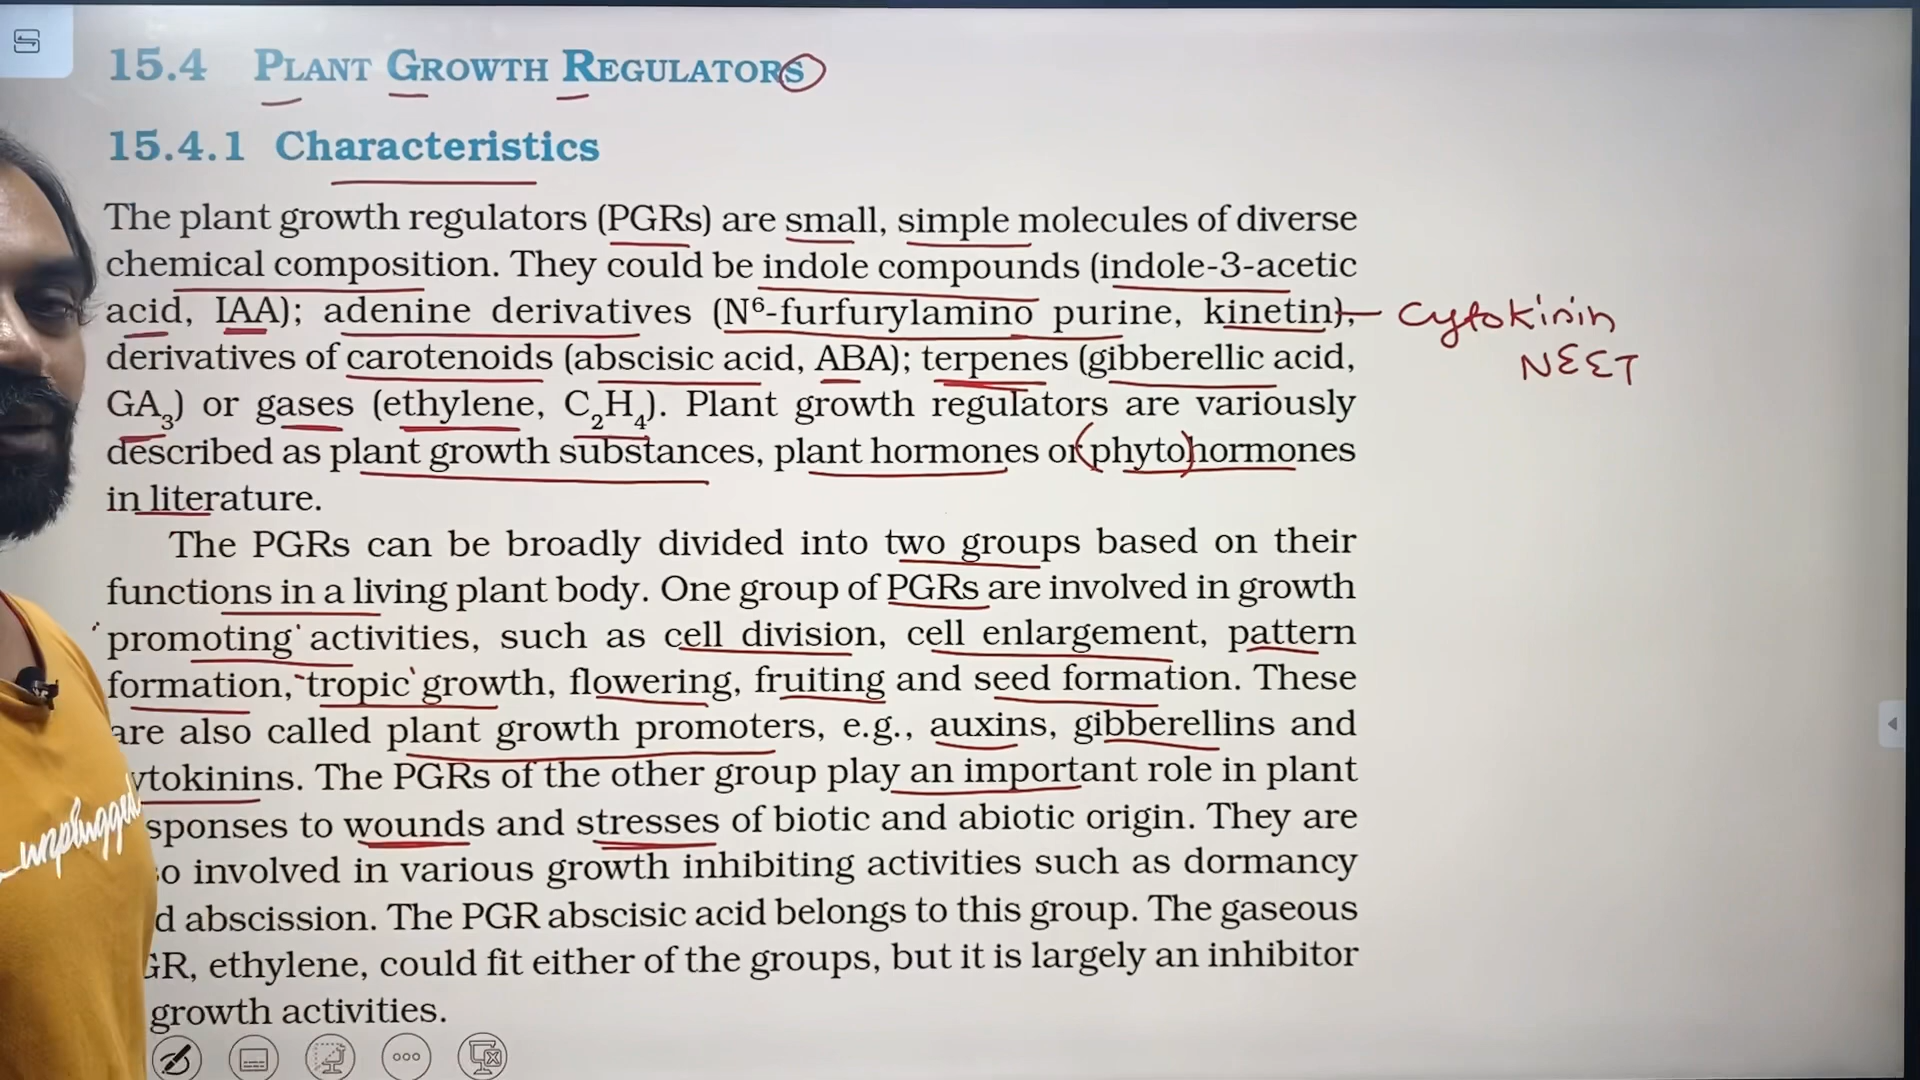 15.4 PLANT GROWTH REGULATORS
15.4.1 Characteristics
The plant growth regulators (PGRs) are small, simple molecules of diverse
chemical composition. They could be indole compounds (indole-3-acetic
acid, IAA); adenine derivatives (N⁶-furfurylamino purine, kinetin),
Cytokinin
derivatives of carotenoids (abscisic acid, ABA); terpenes (gibberellic acid,
NEET
GA₃) or gases (ethylene, C₂H₄). Plant growth regulators are variously
described as plant growth substances, plant hormones or phytohormones
in literature.
The PGRs can be broadly divided into two groups based on their
functions in a living plant body. One group of PGRs are involved in growth
promoting activities, such as cell division, cell enlargement, pattern
formation, tropic growth, flowering, fruiting and seed formation. These
are also called plant growth promoters, e.g., auxins, gibberellins and
ytokinins. The PGRs of the other group play an important role in plant
sponses to wounds and stresses of biotic and abiotic origin. They are
o involved in various growth inhibiting activities such as dormancy
d abscission. The PGR abscisic acid belongs to this group. The gaseous
GR, ethylene, could fit either of the groups, but it is largely an inhibitor
growth activities.
unplugged